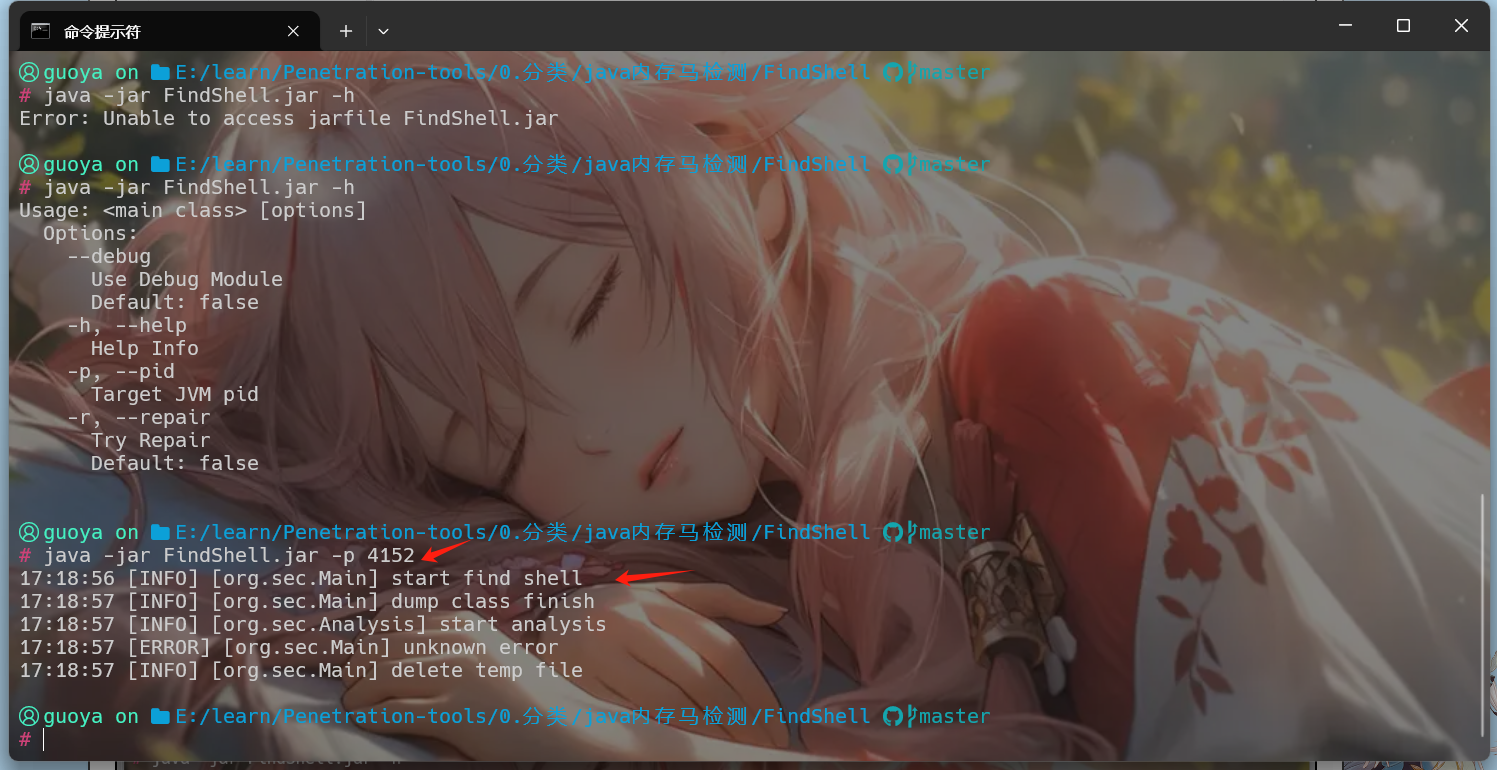 命令提示符
guoya on E:/learn/Penetration-tools/0.分类/java内存马检测/FindShell master
# java -jar FindShell.jar -h
Error: Unable to access jarfile FindShell.jar
guoya on E:/learn/Penetration-tools/0.分类/java内存马检测/FindShell master
# java -jar FindShell.jar -h
Usage: <main class> [options]
  Options:
    --debug
      Use Debug Module
      Default: false
    -h, --help
      Help Info
    -p, --pid
      Target JVM pid
    -r, --repair
      Try Repair
      Default: false
guoya on E:/learn/Penetration-tools/0.分类/java内存马检测/FindShell master
# java -jar FindShell.jar -p 4152
17:18:56 [INFO] [org.sec.Main] start find shell
17:18:57 [INFO] [org.sec.Main] dump class finish
17:18:57 [INFO] [org.sec.Analysis] start analysis
17:18:57 [ERROR] [org.sec.Main] unknown error
17:18:57 [INFO] [org.sec.Main] delete temp file
guoya on E:/learn/Penetration-tools/0.分类/java内存马检测/FindShell master
#